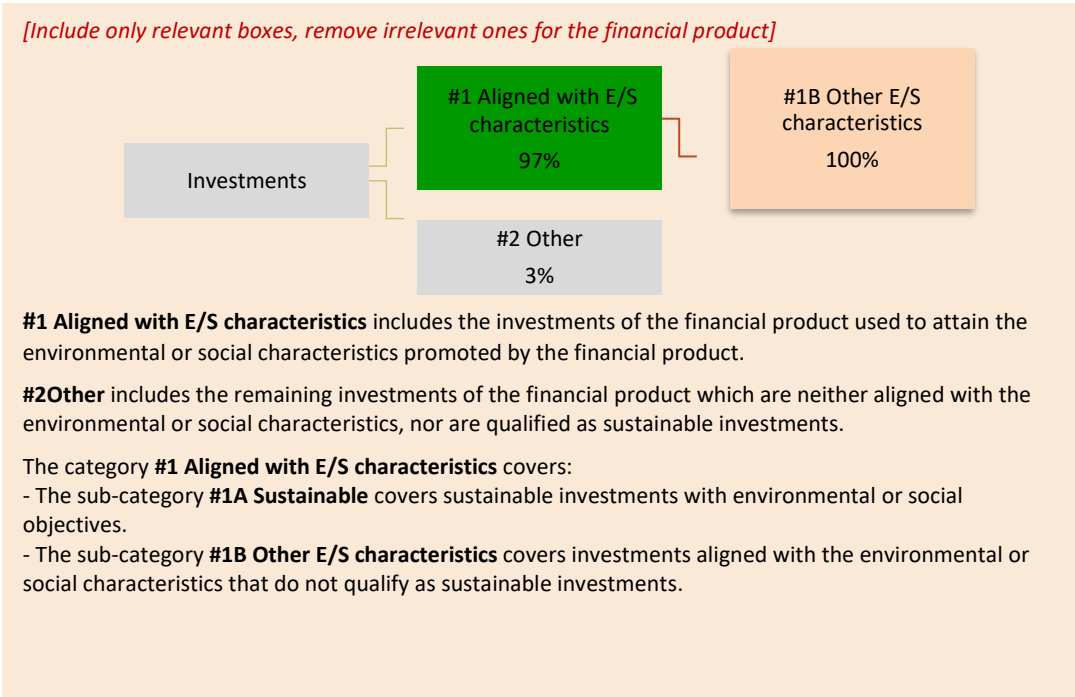 [Include only relevant boxes, remove irrelevant ones for the financial product]
#1 Aligned with E/S
characteristics
97%
#1B Other E/S
characteristics
100%
Investments
#2 Other
3%
#1 Aligned with E/S characteristics includes the investments of the financial product used to attain the
environmental or social characteristics promoted by the financial product.
#2Other includes the remaining investments of the financial product which are neither aligned with the
environmental or social characteristics, nor are qualified as sustainable investments.
The category #1 Aligned with E/S characteristics covers:
- The sub-category #1A Sustainable covers sustainable investments with environmental or social
objectives.
- The sub-category #1B Other E/S characteristics covers investments aligned with the environmental or
social characteristics that do not qualify as sustainable investments.